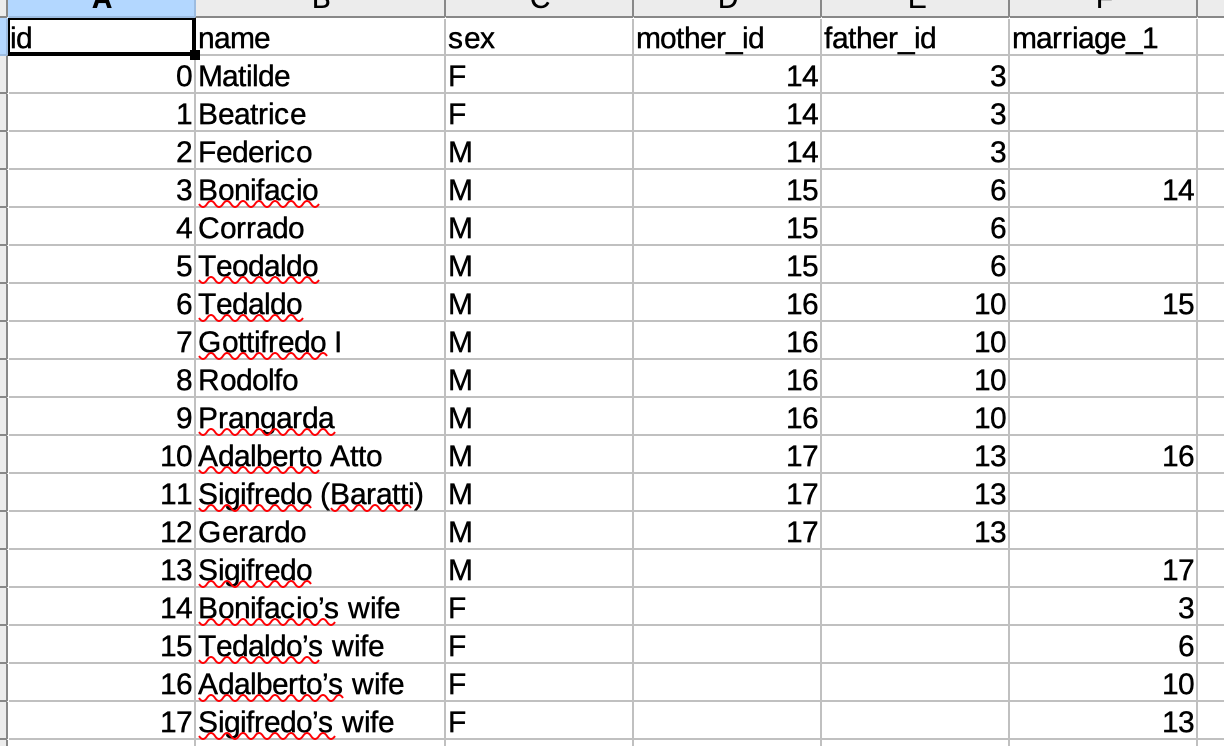 A B C D E F
id name sex mother_id father_id marriage_1
0 Matilde F 14 3
1 Beatrice F 14 3
2 Federico M 14 3
3 Bonifacio M 15 6 14
4 Corrado M 15 6
5 Teodaldo M 15 6
6 Tedaldo M 16 10 15
7 Gottifredo I M 16 10
8 Rodolfo M 16 10
9 Prangarda M 16 10
10 Adalberto Atto M 17 13 16
11 Sigifredo (Baratti) M 17 13
12 Gerardo M 17 13
13 Sigifredo M 17
14 Bonifacio’s wife F 3
15 Tedaldo’s wife F 6
16 Adalberto’s wife F 10
17 Sigifredo’s wife F 13